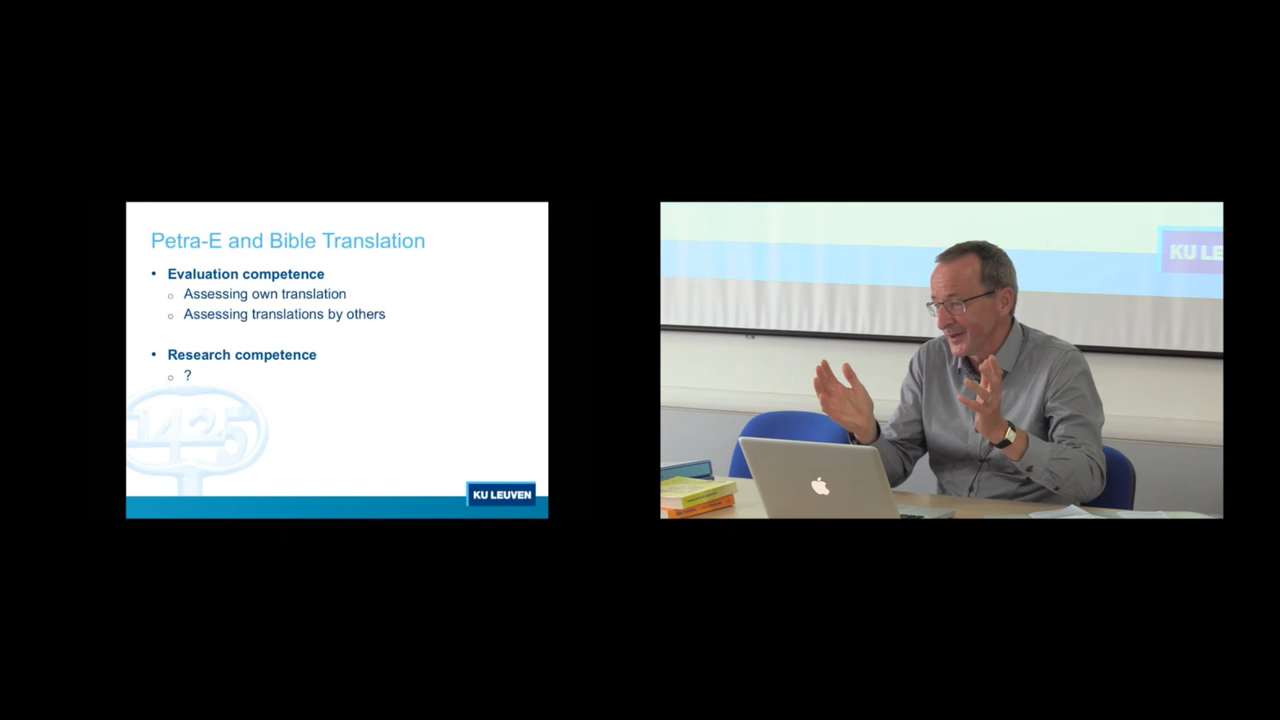 Petra-E and Bible Translation
• Evaluation competence
o Assessing own translation
o Assessing translations by others
• Research competence
o ?
1425
KU LEUVEN
KU LE